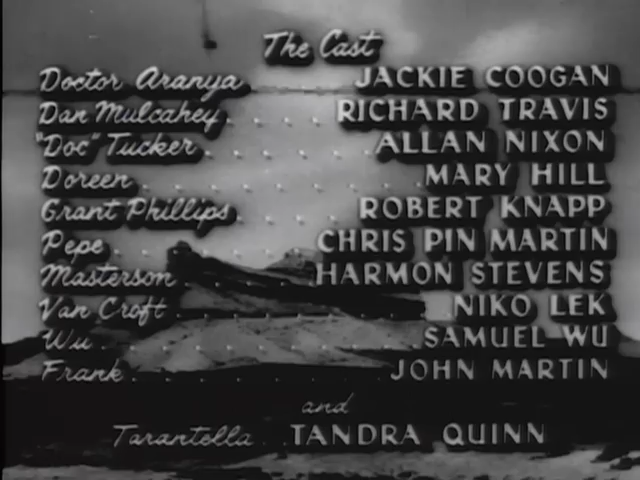 The Cast
Doctor Aranya JACKIE COOGAN
Dan Mulcahey . . . . RICHARD TRAVIS
"Doc" Tucker . . . . . . ALLAN NIXON
Doreen . . . . . . . . . MARY HILL
Grant Phillips . . . . ROBERT KNAPP
Pepe . . . . . . CHRIS PIN MARTIN
Masterson . . . . HARMON STEVENS
Van Croft . . . . . . . . NIKO LEK
Wu . . . . . . . . . SAMUEL WU
Frank . . . . . . . . JOHN MARTIN
and
Tarantella . . TANDRA QUINN